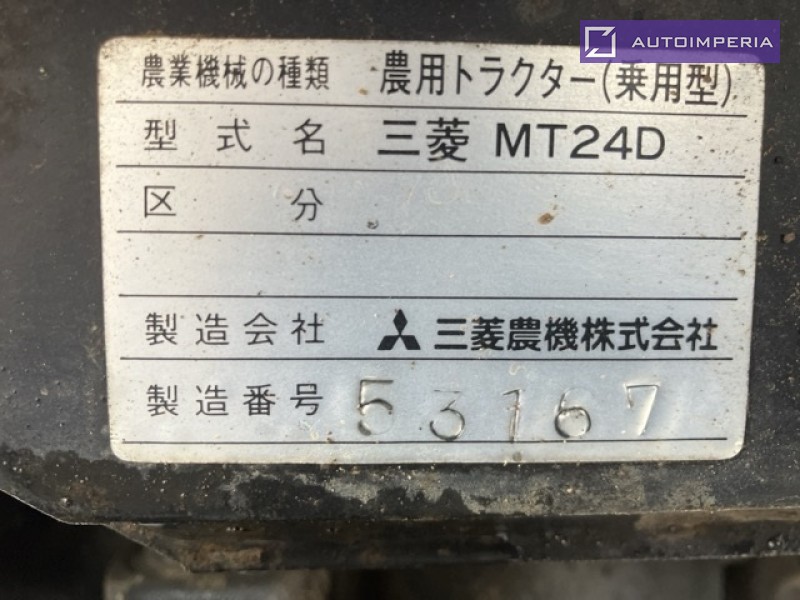 AUTOIMPERIA
農業機械の種類 農用トラクター(乗用型)
型式名 三菱 MT24D
区分
製造会社 三菱農機株式会社
製造番号 53167